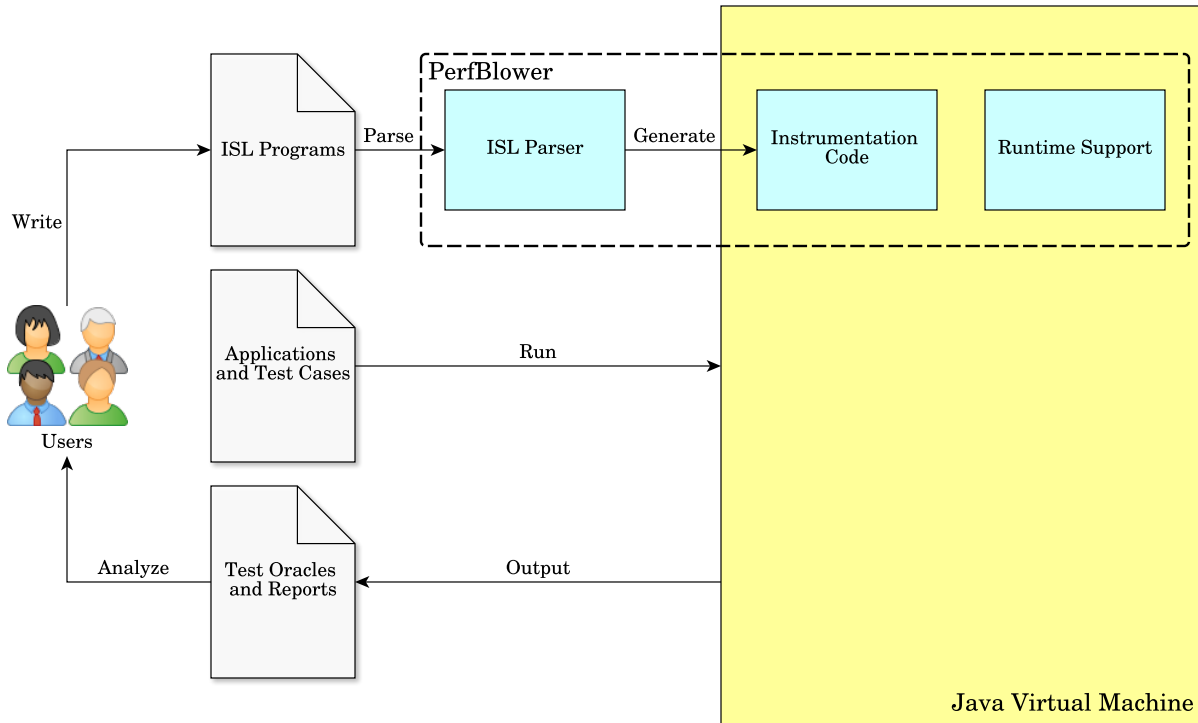 PerfBlower
ISL Programs
Parse
ISL Parser
Generate
Instrumentation
Code
Runtime Support
Write
Applications
and Test Cases
Run
Users
Test Oracles
and Reports
Analyze
Output
Java Virtual Machine